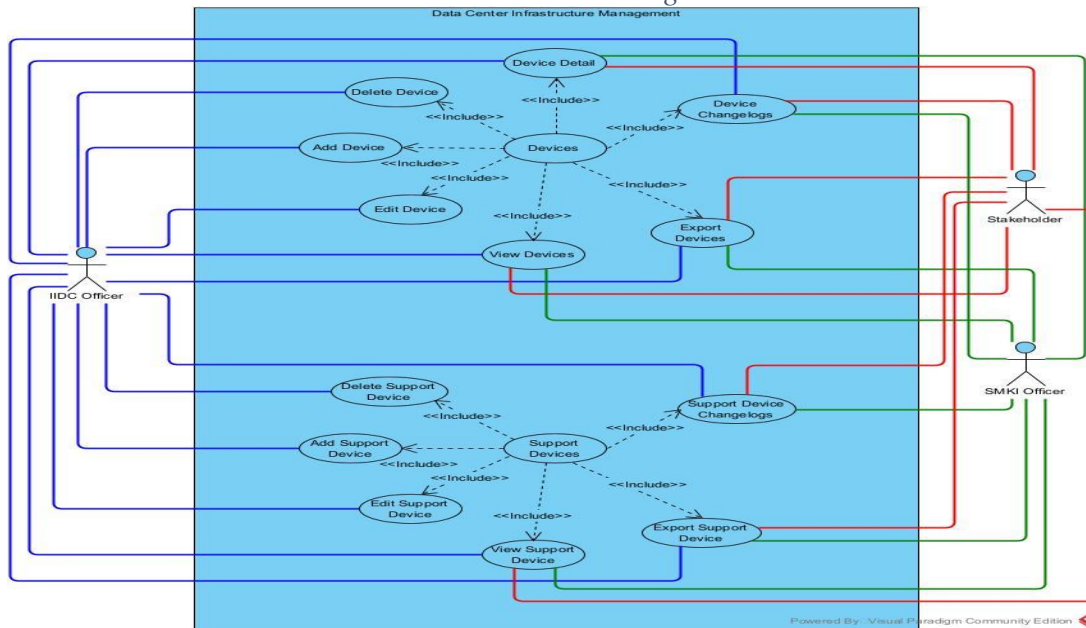 Data Center Infrastructure Management
Device Detail
Delete Device
<<Include>>
<<Include>>
Device
Changelogs
<<Include>>
Add Device
Devices
<<Include>>
<<Include>>
<<Include>>
<<Include>>
Edit Device
Stakeholder
Export
Devices
View Devices
IIDC Officer
Delete Support
Device
SMKI Officer
Support Device
Changelogs
<<Include>>
<<Include>>
Add Support
Device
Support
Devices
<<Include>>
<<Include>>
<<Include>>
Edit Support
Device
<<Include>>
Export Support
Device
View Support
Device
Powered By: Visual Paradigm Community Edition